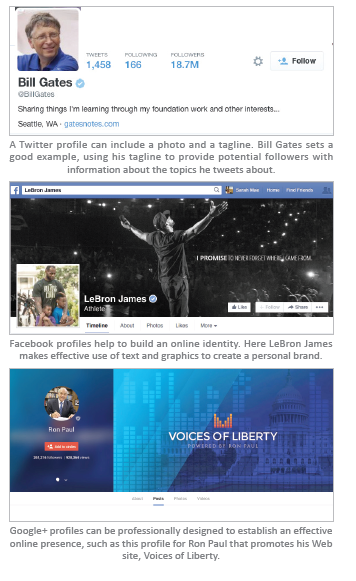 TWEETS FOLLOWING FOLLOWERS
1,458 166 18.7M
Follow
Bill Gates
@BillGates
Sharing things I'm learning through my foundation work and other interests...
Seattle, WA · gatesnotes.com
A Twitter profile can include a photo and a tagline. Bill Gates sets a
good example, using his tagline to provide potential followers with
information about the topics he tweets about.
LeBron James
Home Find Friends
I PROMISE TO NEVER FORGET WHERE I CAME FROM.
LeBron James
Athlete
Like Follow Share
Timeline About Photos Likes More
Facebook profiles help to build an online identity. Here LeBron James
makes effective use of text and graphics to create a personal brand.
Ron Paul
Add to circles
VOICES OF LIBERTY
POWERED BY RON PAUL
About Posts Photos Videos
Google+ profiles can be professionally designed to establish an effective
online presence, such as this profile for Ron Paul that promotes his Web
site, Voices of Liberty.